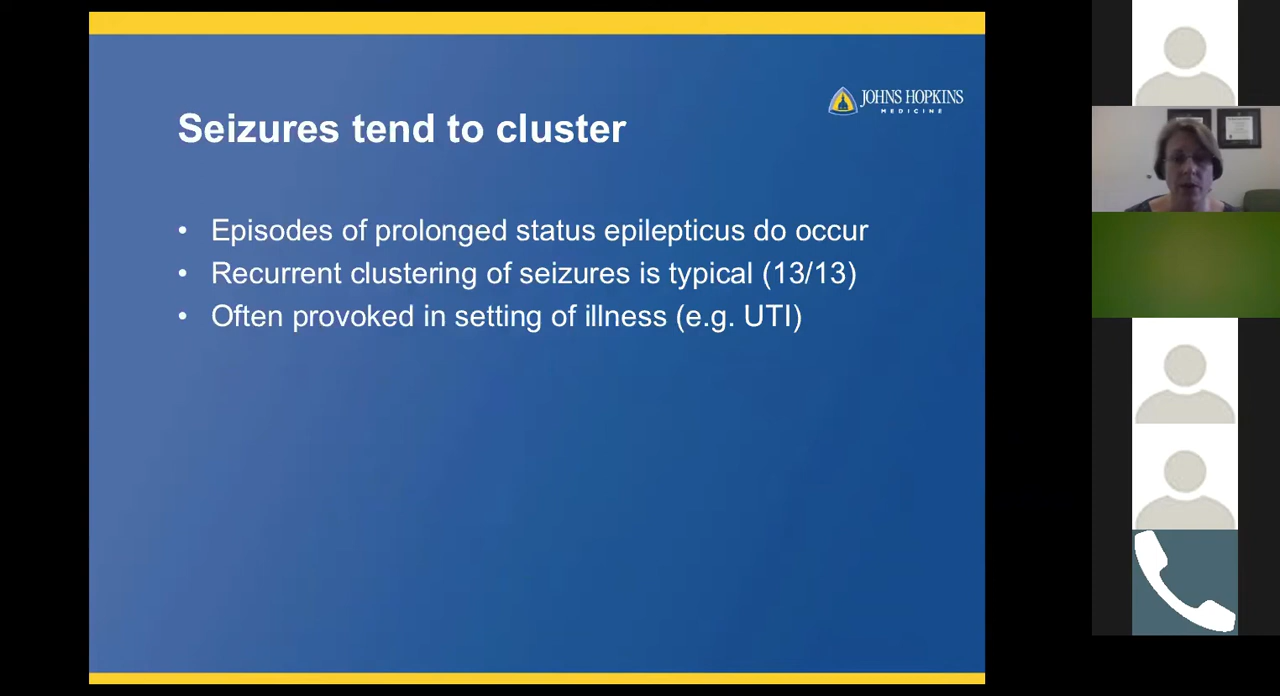 JOHNS HOPKINS
MEDICINE
Seizures tend to cluster
• Episodes of prolonged status epilepticus do occur
• Recurrent clustering of seizures is typical (13/13)
• Often provoked in setting of illness (e.g. UTI)